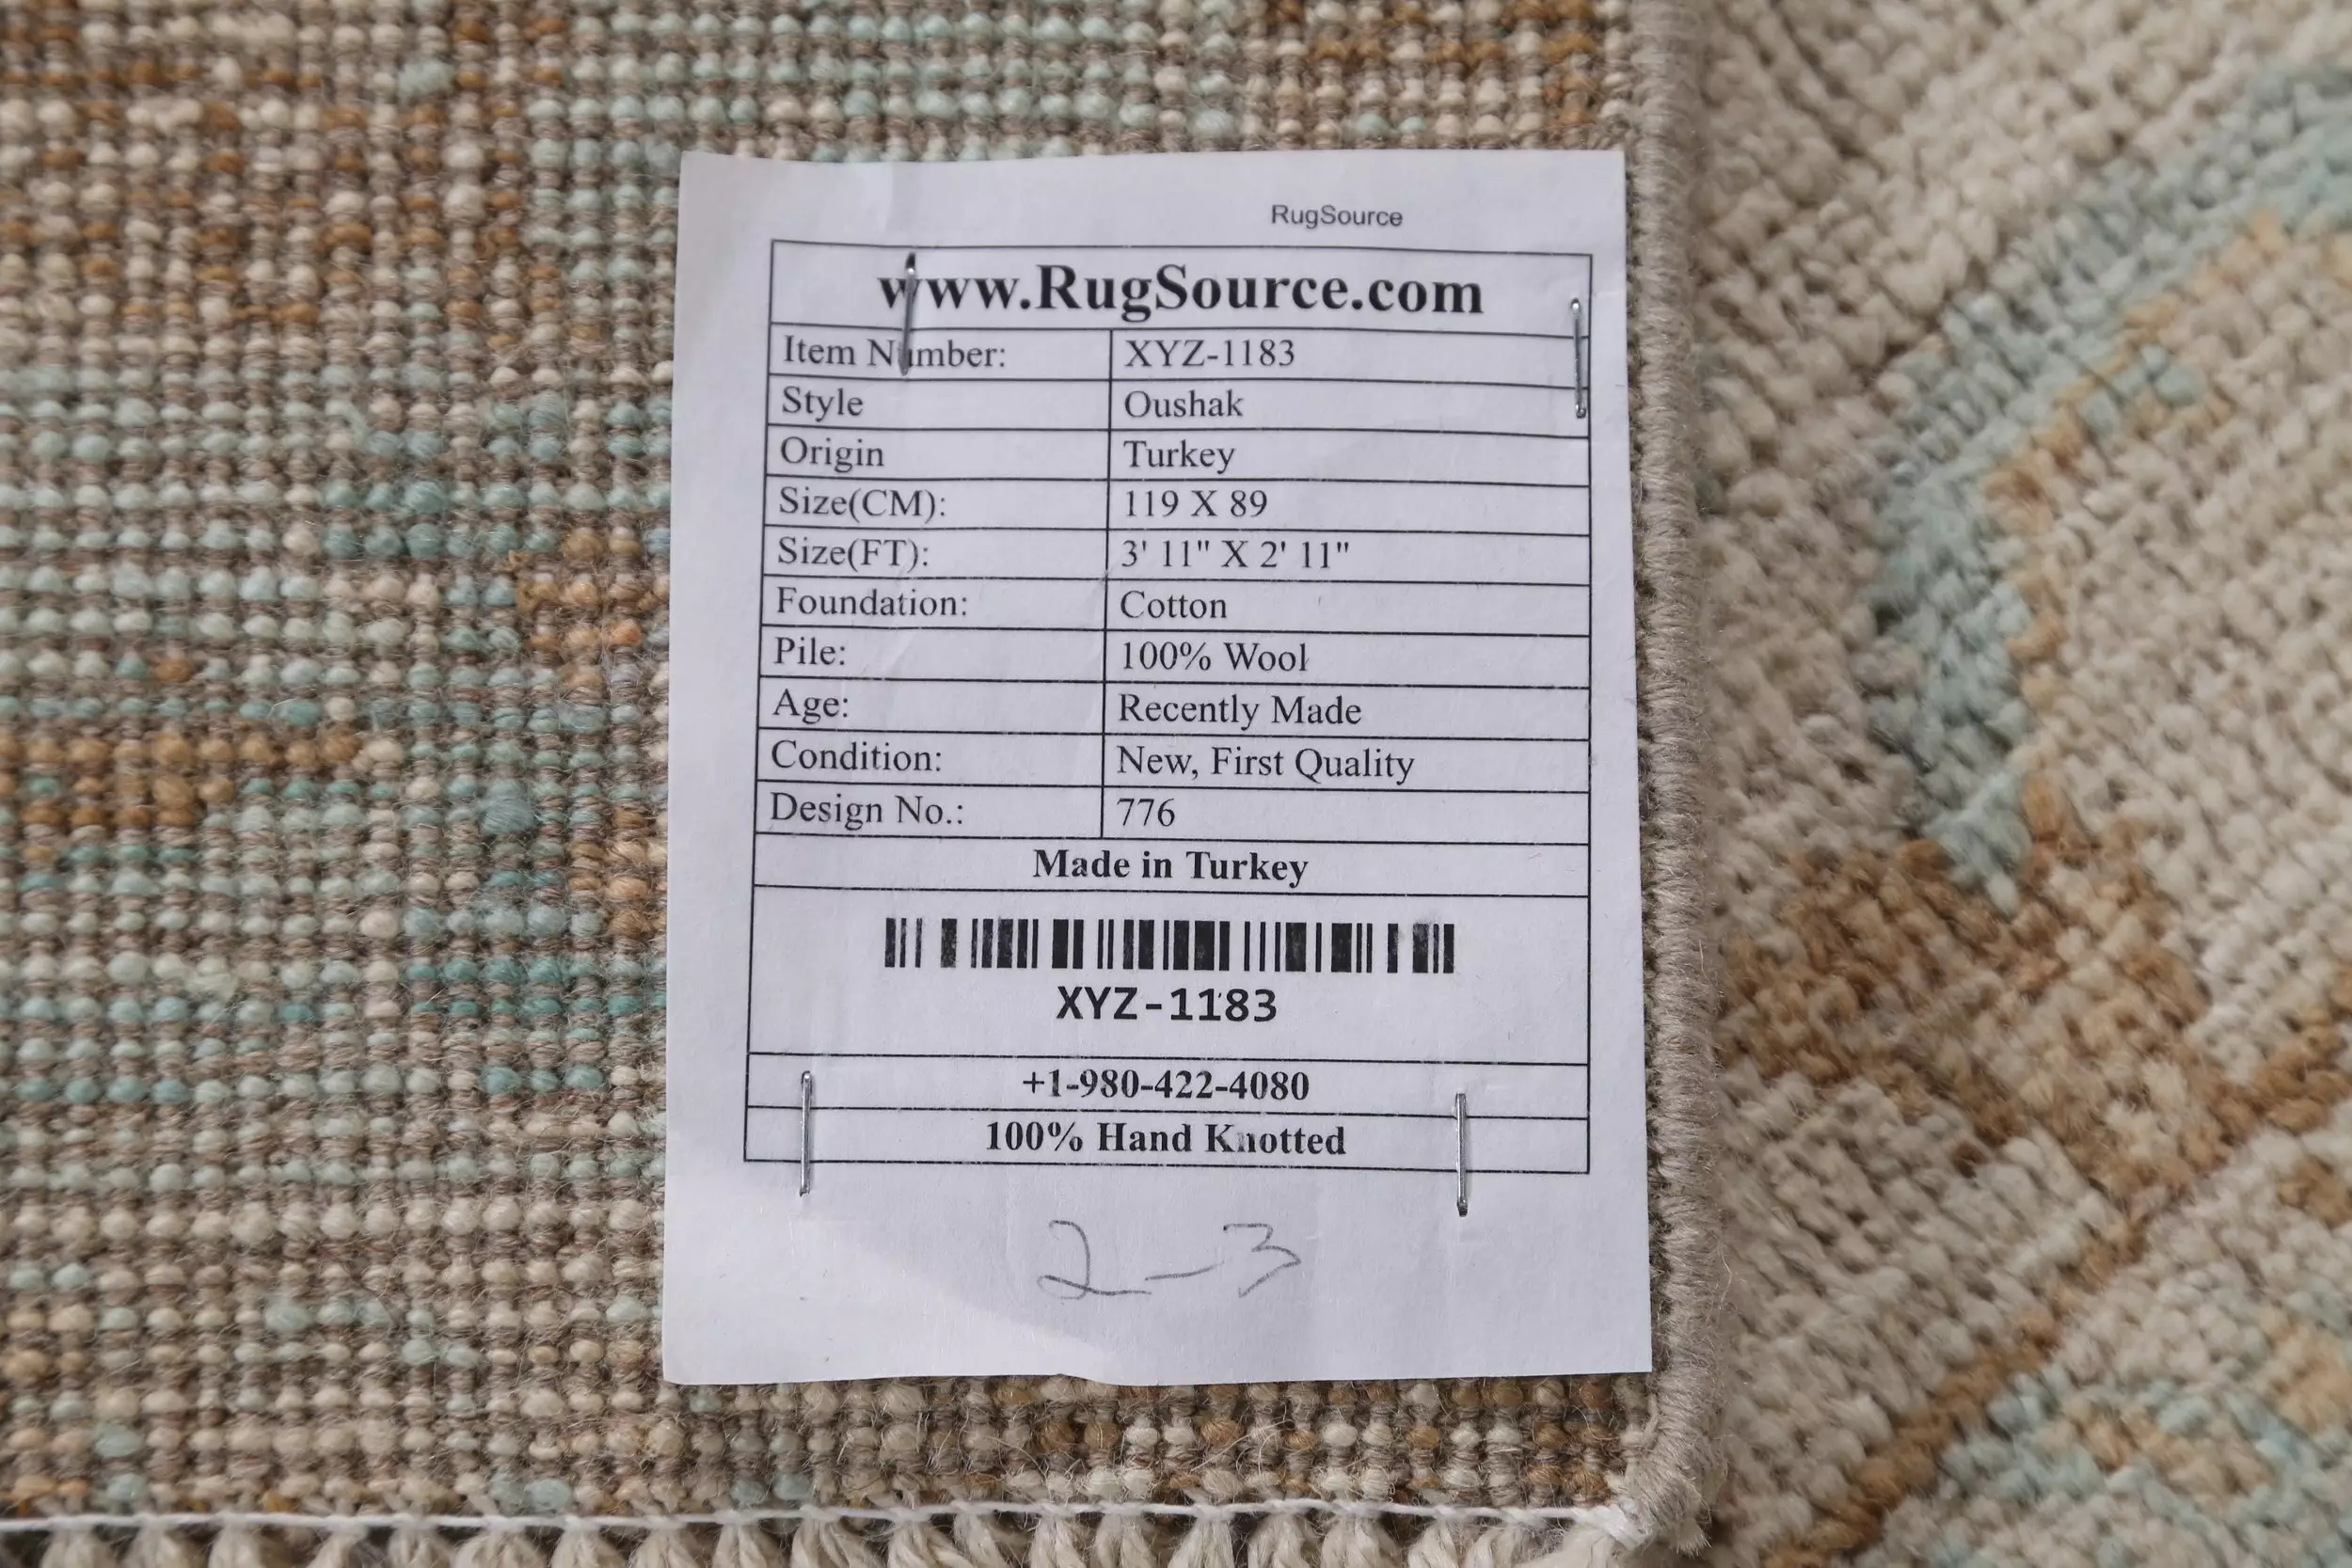 RugSource
www.RugSource.com
Item Number: XYZ-1183
Style Oushak
Origin Turkey
Size(CM): 119 X 89
Size(FT): 3' 11" X 2' 11"
Foundation: Cotton
Pile: 100% Wool
Age: Recently Made
Condition: New, First Quality
Design No.: 776
Made in Turkey
XYZ-1183
+1-980-422-4080
100% Hand Knotted
2-3